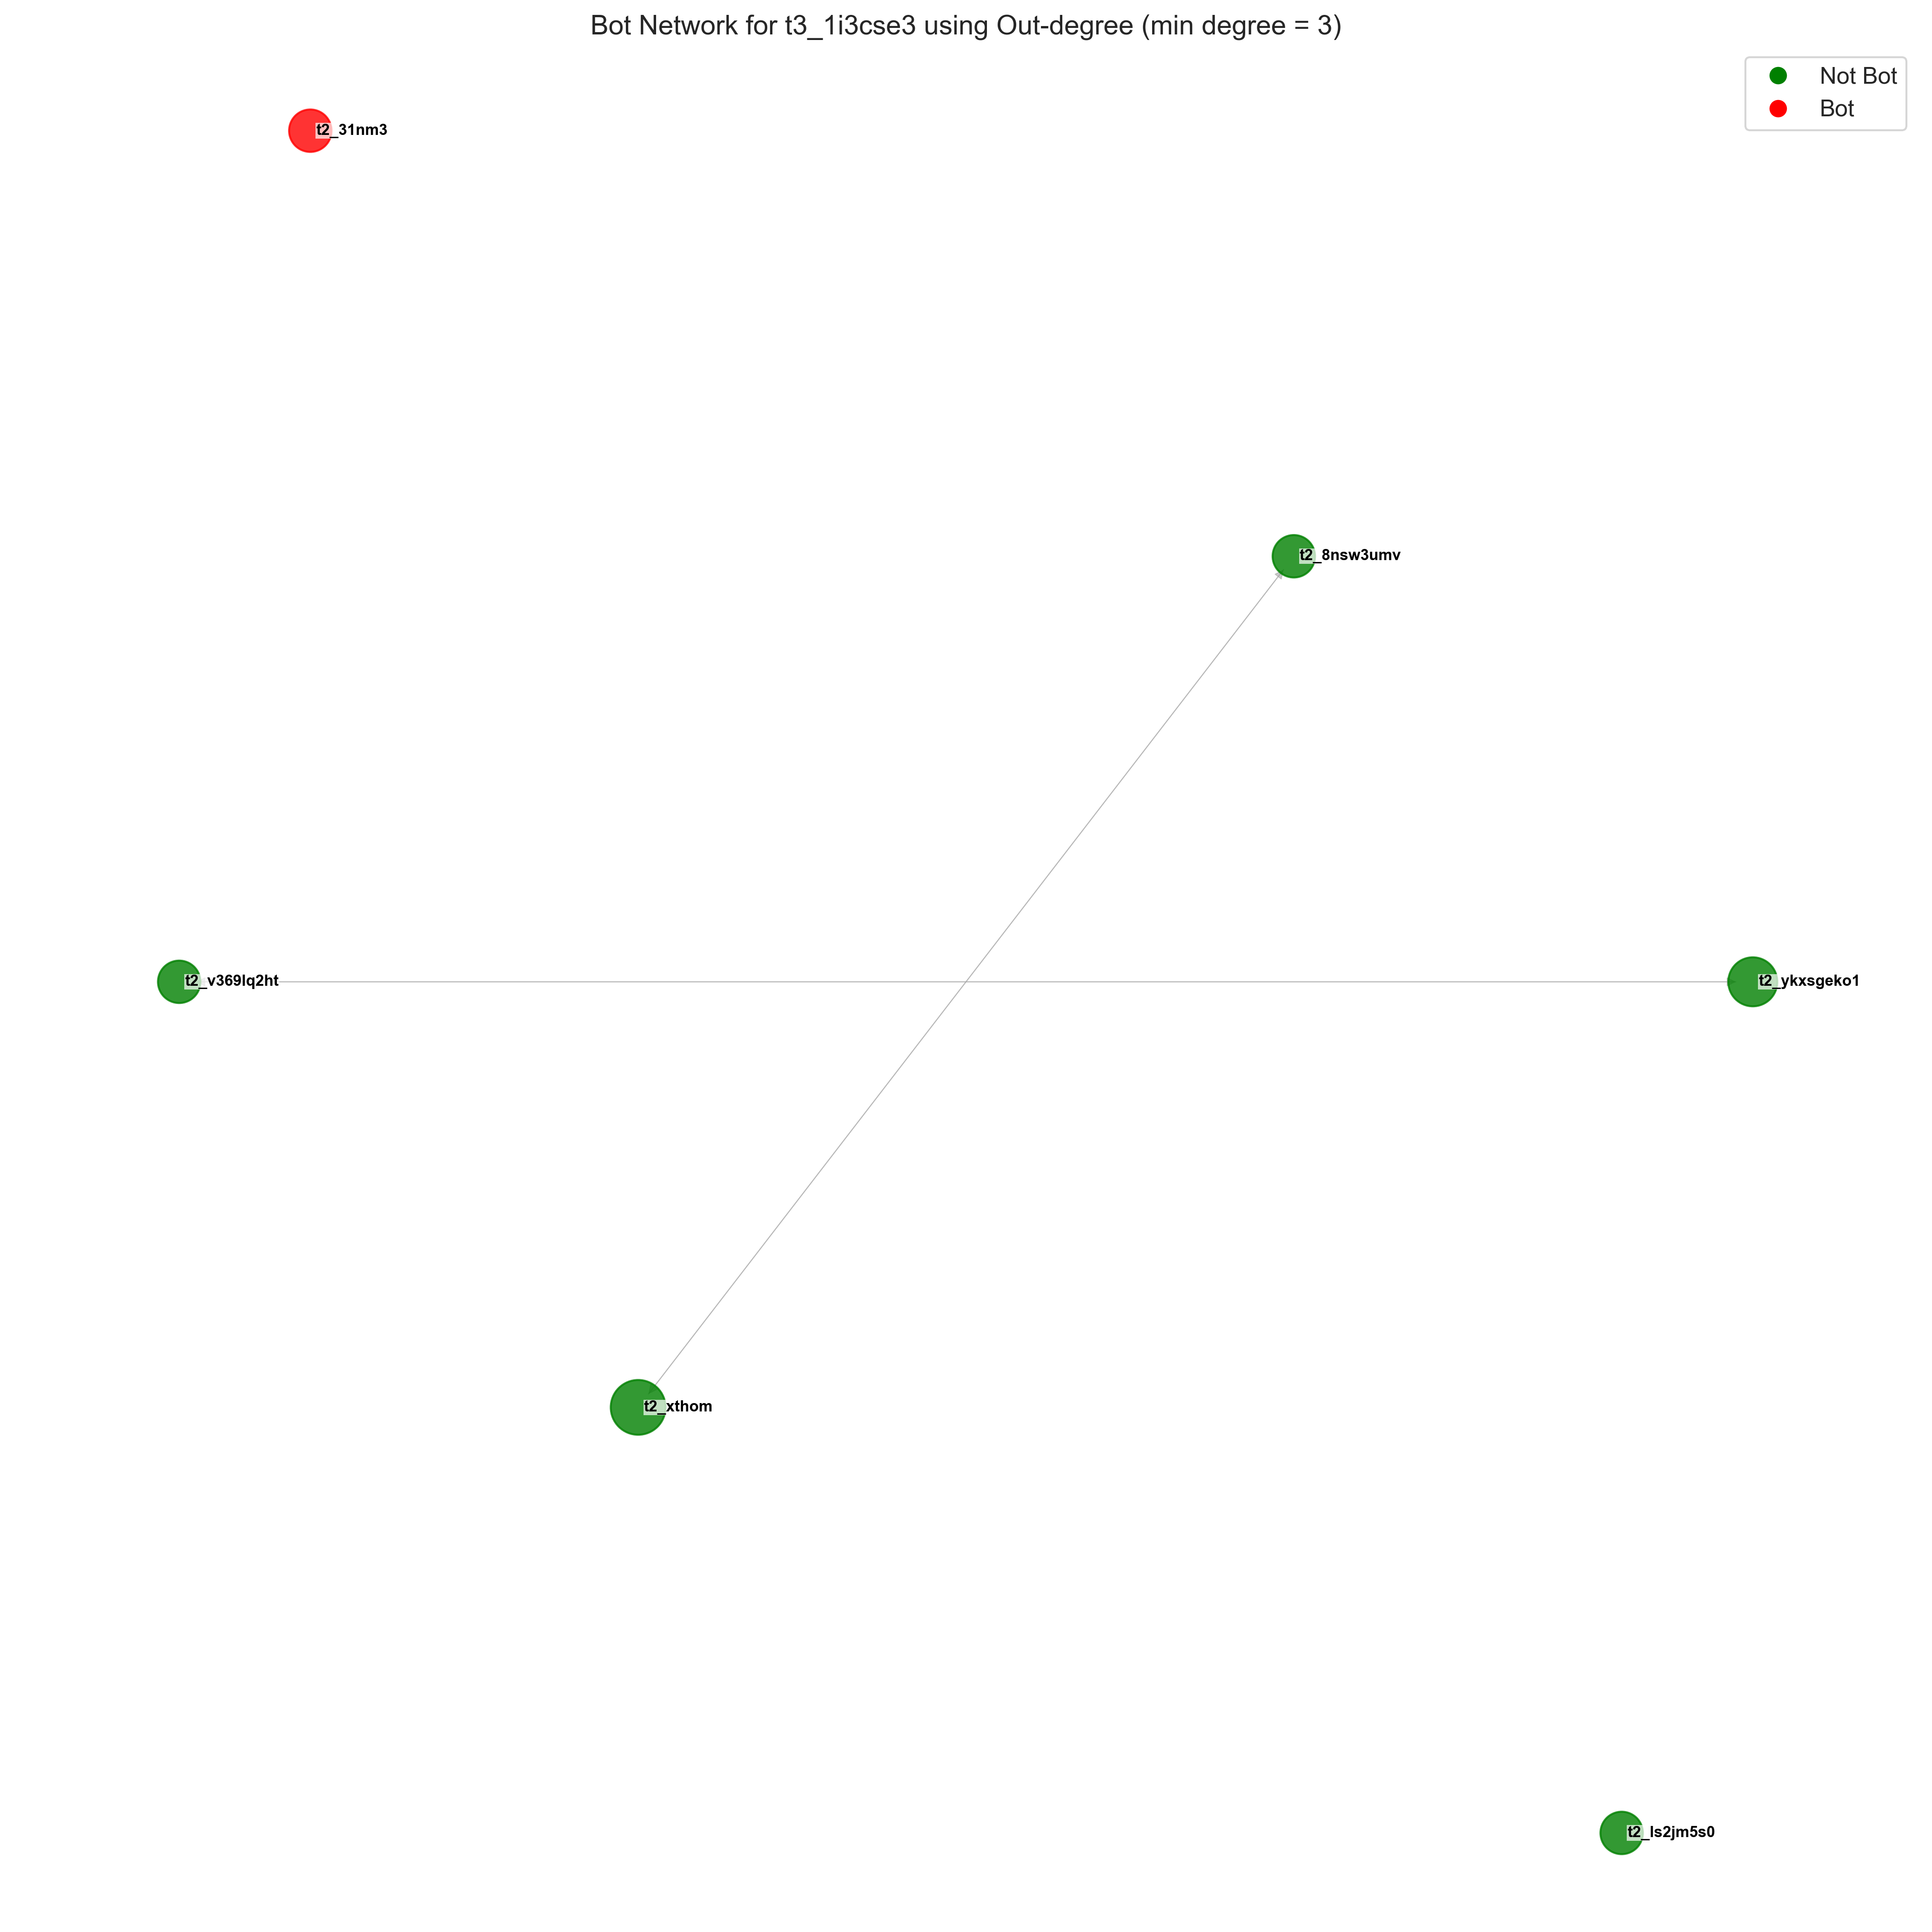 Bot Network for t3_1i3cse3 using Out-degree (min degree = 3)
Not Bot
Bot
t2_31nm3
t2_8nsw3umv
t2_v369lq2ht
t2_ykxsgeko1
t2_xthom
t2_ls2jm5s0